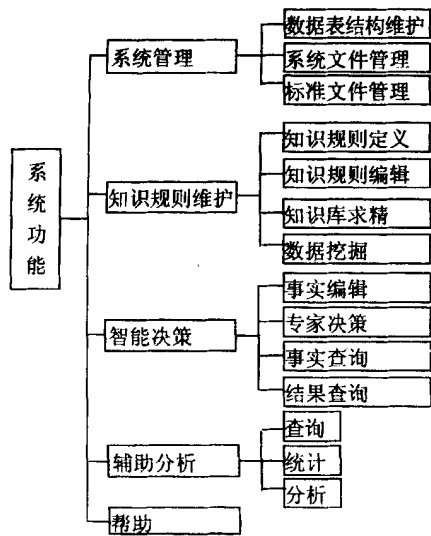 系统功能
系统管理
数据表结构维护
系统文件管理
标准文件管理
知识规则维护
知识规则定义
知识规则编辑
知识库求精
数据挖掘
智能决策
事实编辑
专家决策
事实查询
结果查询
辅助分析
查询
统计
分析
帮助